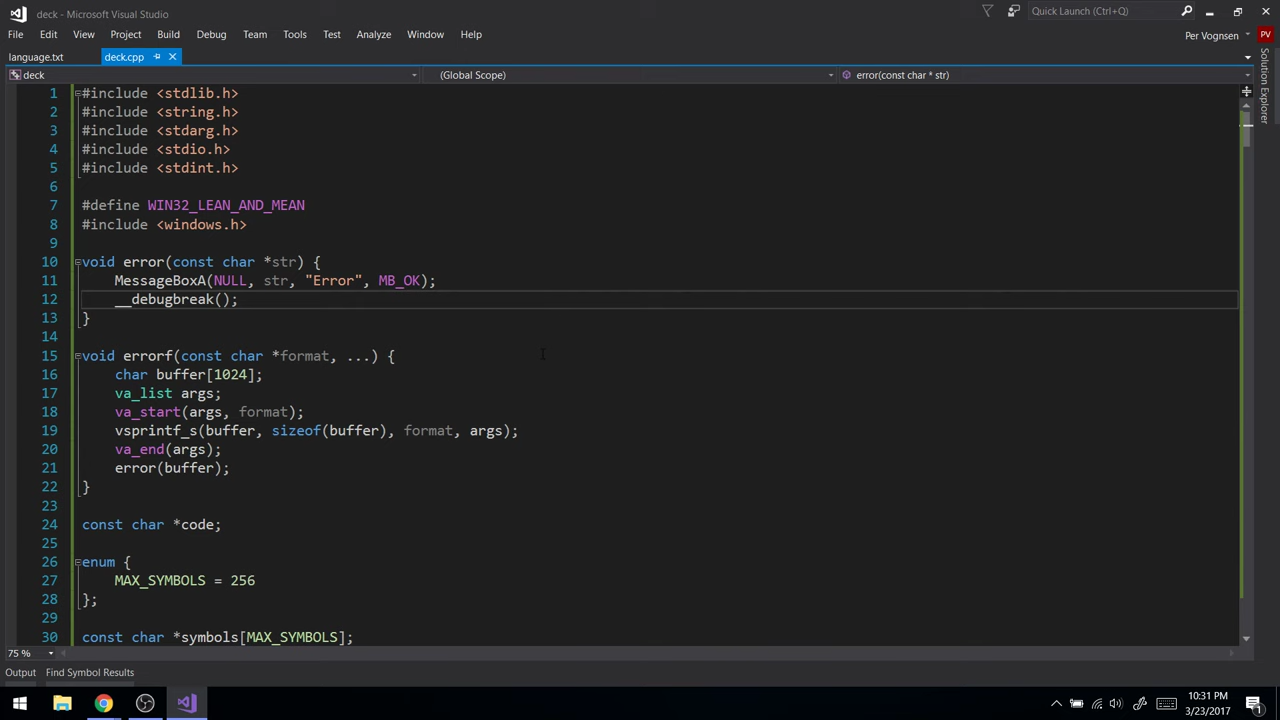 deck - Microsoft Visual Studio
Quick Launch (Ctrl+Q)
File Edit View Project Build Debug Team Tools Test Analyze Window Help
Per Vognsen PV
language.txt deck.cpp
deck (Global Scope) error(const char * str)
Solution Explorer
1 #include <stdlib.h>
2 #include <string.h>
3 #include <stdarg.h>
4 #include <stdio.h>
5 #include <stdint.h>
6
7 #define WIN32_LEAN_AND_MEAN
8 #include <windows.h>
9
10 void error(const char *str) {
11 MessageBoxA(NULL, str, "Error", MB_OK);
12 __debugbreak();
13 }
14
15 void errorf(const char *format, ...) {
16 char buffer[1024];
17 va_list args;
18 va_start(args, format);
19 vsprintf_s(buffer, sizeof(buffer), format, args);
20 va_end(args);
21 error(buffer);
22 }
23
24 const char *code;
25
26 enum {
27 MAX_SYMBOLS = 256
28 };
29
30 const char *symbols[MAX_SYMBOLS];
75 %
Output Find Symbol Results
10:31 PM
3/23/2017
1